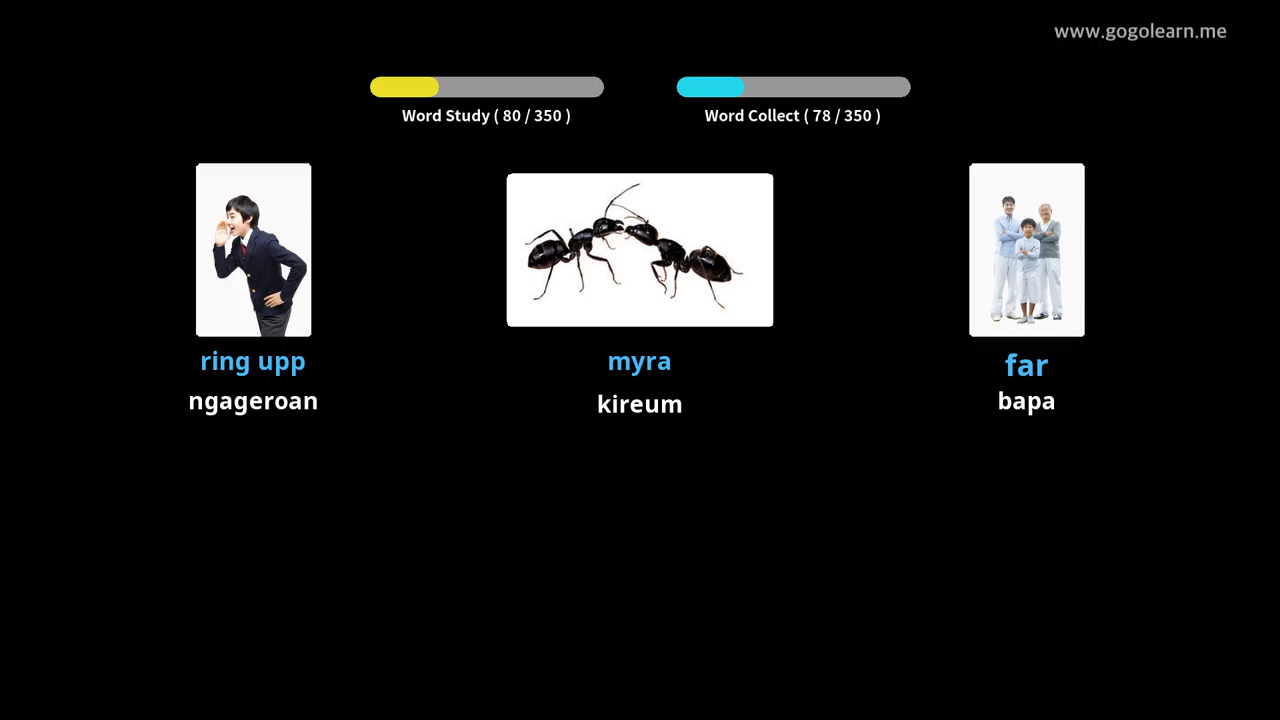 www.gogolearn.me
Word Study ( 80 / 350 )
Word Collect ( 78 / 350 )
ring upp
myra
far
ngageroan
kireum
bapa